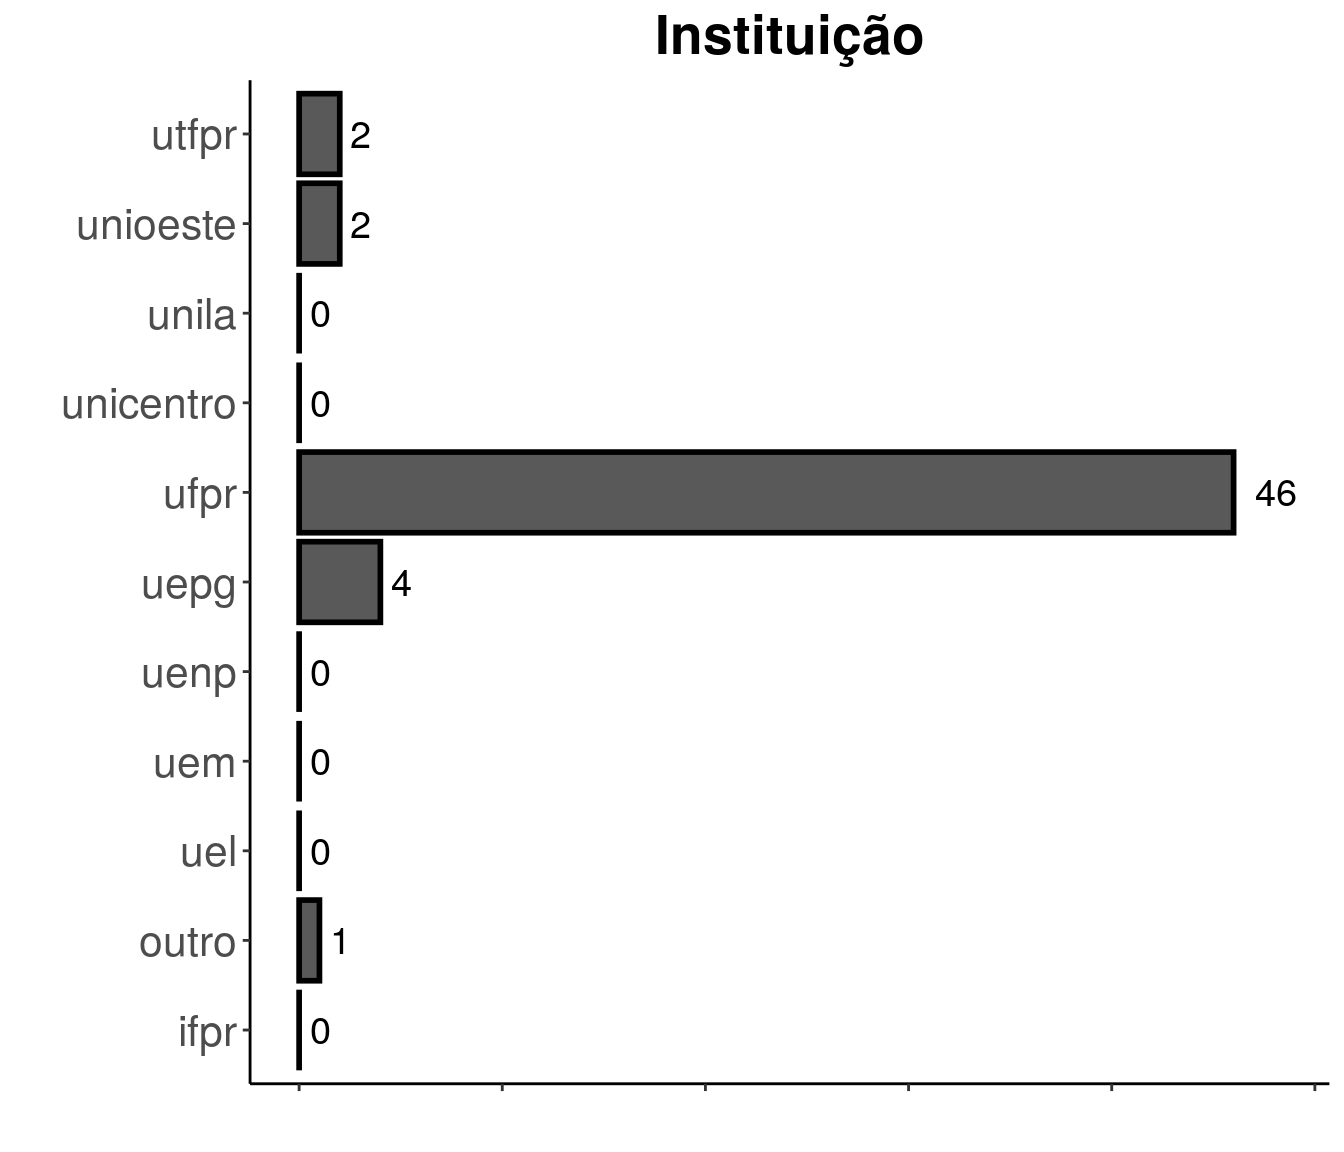 Instituição
utfpr 2
unioeste 2
unila 0
unicentro 0
ufpr 46
uepg 4
uenp 0
uem 0
uel 0
outro 1
ifpr 0